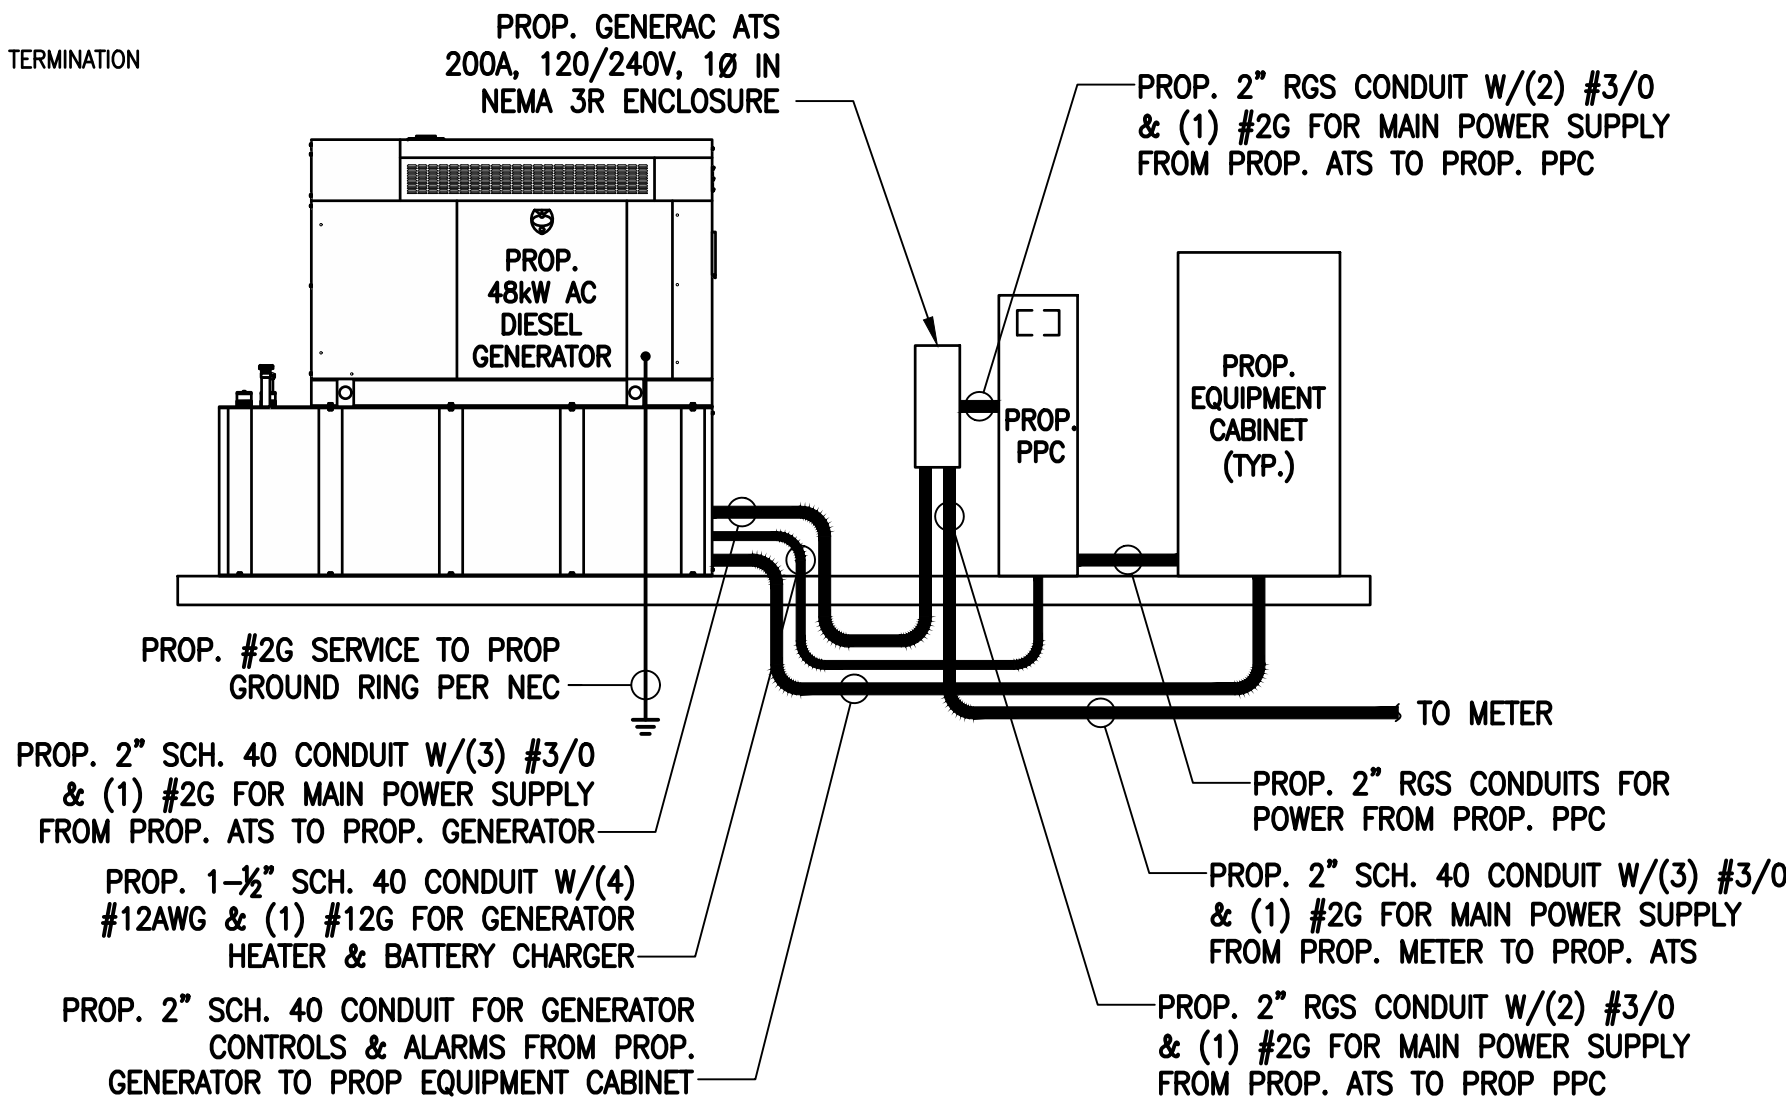 TERMINATION
PROP. GENERAC ATS
200A, 120/240V, 1Ø IN
NEMA 3R ENCLOSURE
PROP. 2” RGS CONDUIT W/(2) #3/0
& (1) #2G FOR MAIN POWER SUPPLY
FROM PROP. ATS TO PROP. PPC
PROP.
48kW AC
DIESEL
GENERATOR
PROP.
PPC
PROP.
EQUIPMENT
CABINET
(TYP.)
PROP. #2G SERVICE TO PROP
GROUND RING PER NEC
TO METER
PROP. 2” SCH. 40 CONDUIT W/(3) #3/0
& (1) #2G FOR MAIN POWER SUPPLY
FROM PROP. ATS TO PROP. GENERATOR
PROP. 1-½” SCH. 40 CONDUIT W/(4)
#12AWG & (1) #12G FOR GENERATOR
HEATER & BATTERY CHARGER
PROP. 2” SCH. 40 CONDUIT FOR GENERATOR
CONTROLS & ALARMS FROM PROP.
GENERATOR TO PROP EQUIPMENT CABINET
PROP. 2” RGS CONDUITS FOR
POWER FROM PROP. PPC
PROP. 2” SCH. 40 CONDUIT W/(3) #3/0
& (1) #2G FOR MAIN POWER SUPPLY
FROM PROP. METER TO PROP. ATS
PROP. 2” RGS CONDUIT W/(2) #3/0
& (1) #2G FOR MAIN POWER SUPPLY
FROM PROP. ATS TO PROP PPC